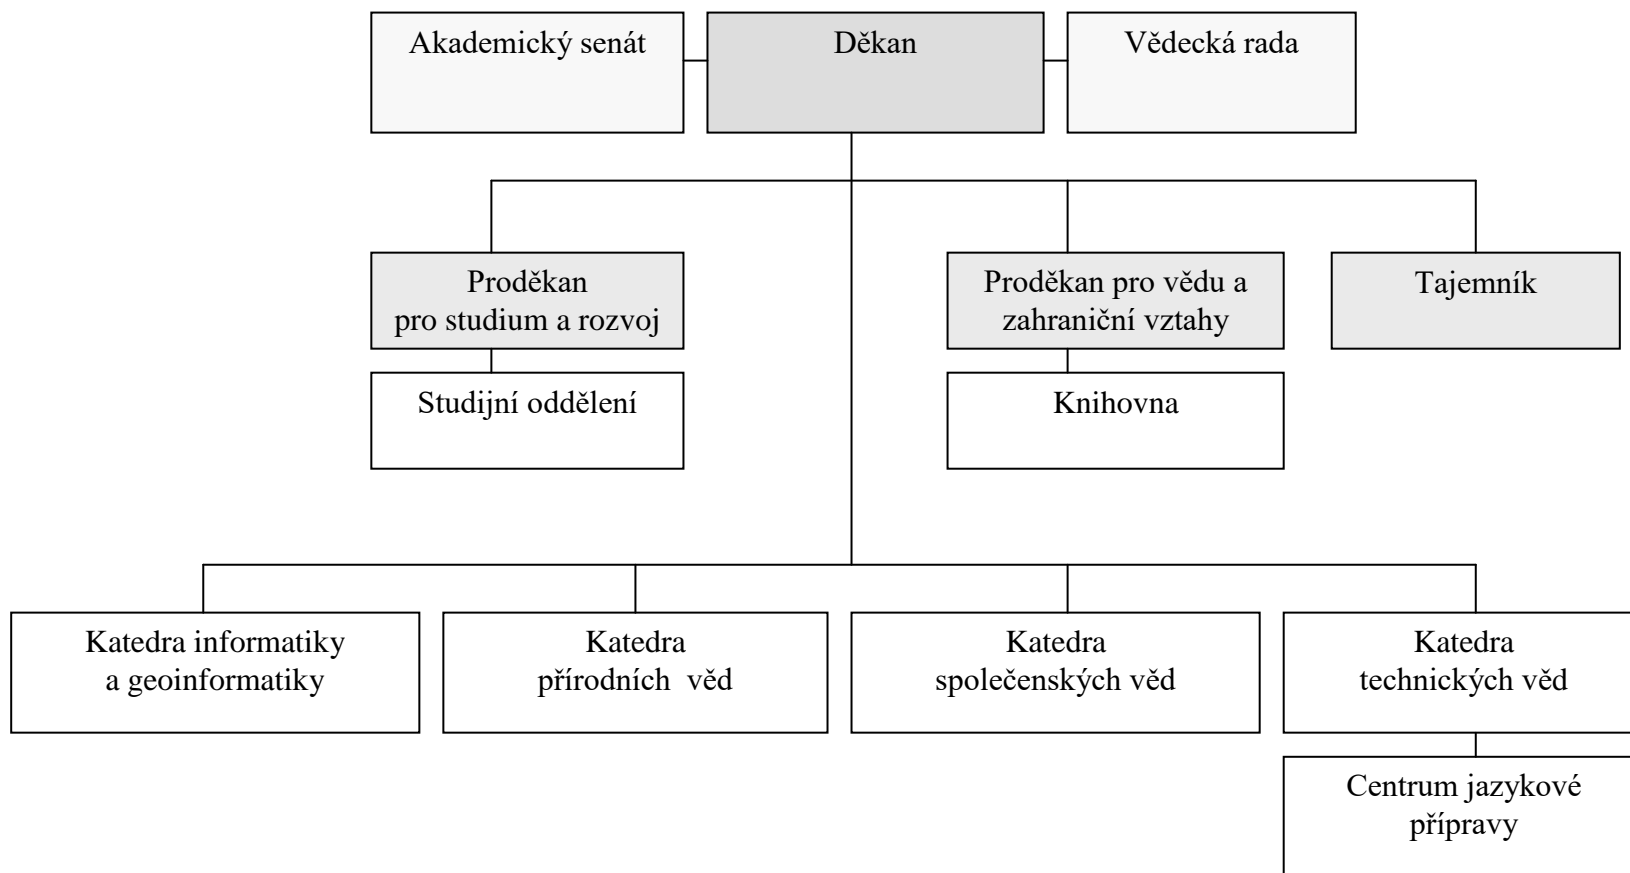 Akademický senát
Děkan
Vědecká rada
Proděkan
pro studium a rozvoj
Proděkan pro vědu a
zahraniční vztahy
Tajemník
Studijní oddělení
Knihovna
Katedra informatiky
a geoinformatiky
Katedra
přírodních  věd
Katedra
společenských věd
Katedra
technických věd
Centrum jazykové
přípravy